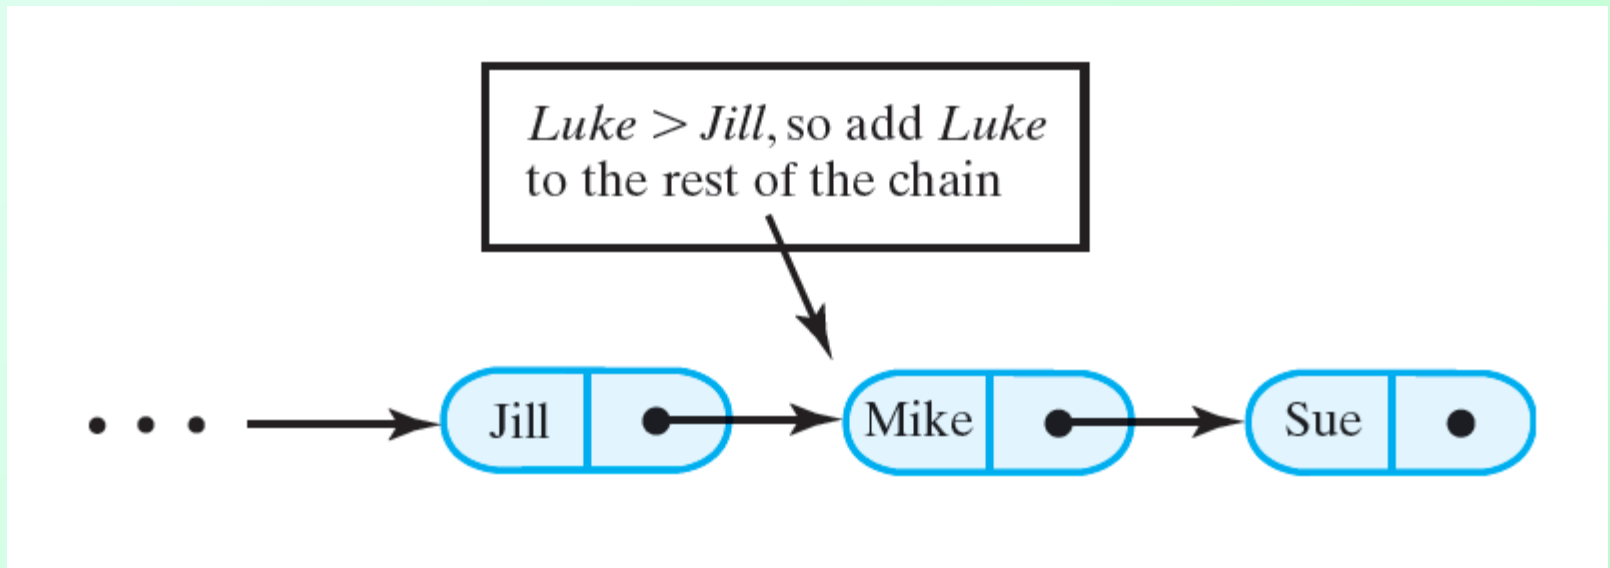 Luke > Jill, so add Luke
to the rest of the chain
Jill
Mike
Sue